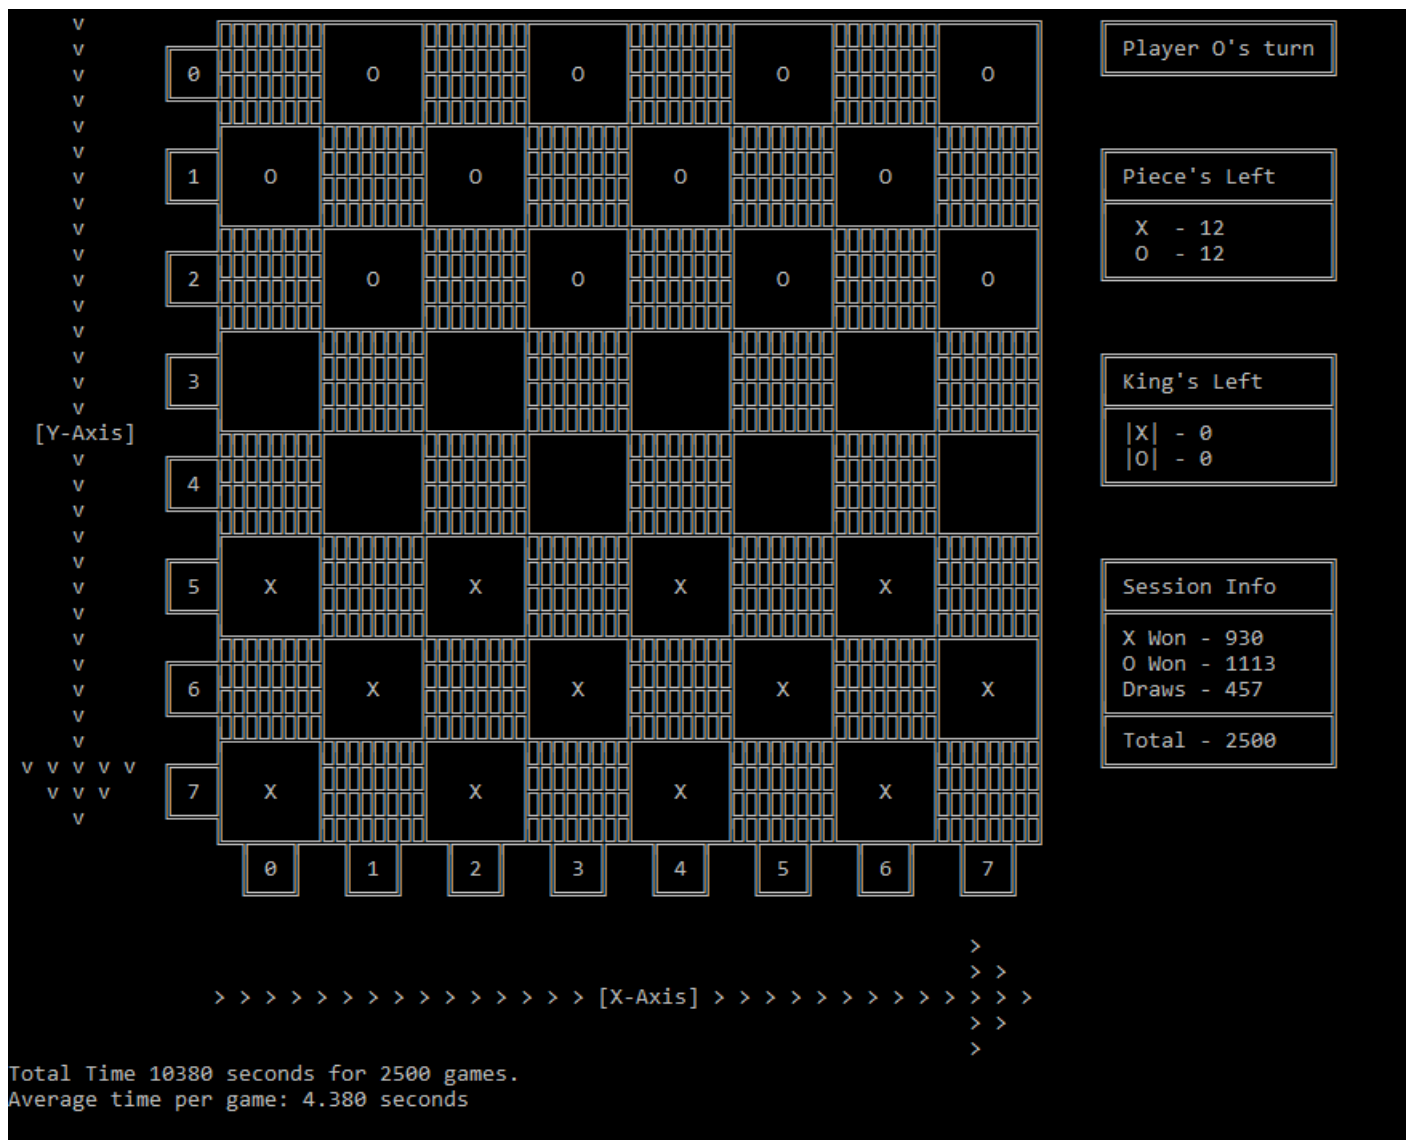 Player O's turn
0 O O O O
1 O O O O
Piece's Left
X - 12
O - 12
2 O O O O
3
King's Left
|X| - 0
|O| - 0
[Y-Axis]
4
5 X X X X
Session Info
X Won - 930
O Won - 1113
Draws - 457
Total - 2500
6 X X X X
7 X X X X
0 1 2 3 4 5 6 7
> > > > > > > > > > > > > > > [X-Axis] > > > > > > > > > > > > >
Total Time 10380 seconds for 2500 games.
Average time per game: 4.380 seconds